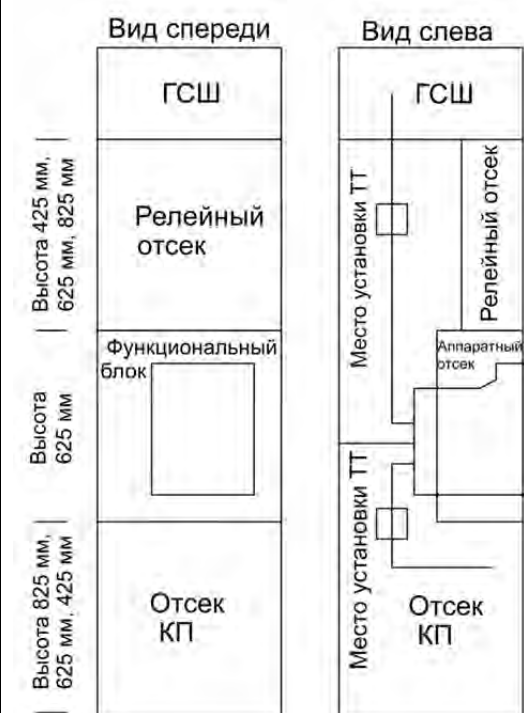 Вид спереди
ГСШ
Высота 425 мм,
625 мм, 825 мм
Релейный
отсек
Высота
625 мм
Функциональный
блок
Высота 825 мм,
625 мм, 425 мм
Отсек
КП
Вид слева
ГСШ
Место установки ТТ
Релейный отсек
Аппаратный
отсек
Место установки ТТ
Отсек
КП